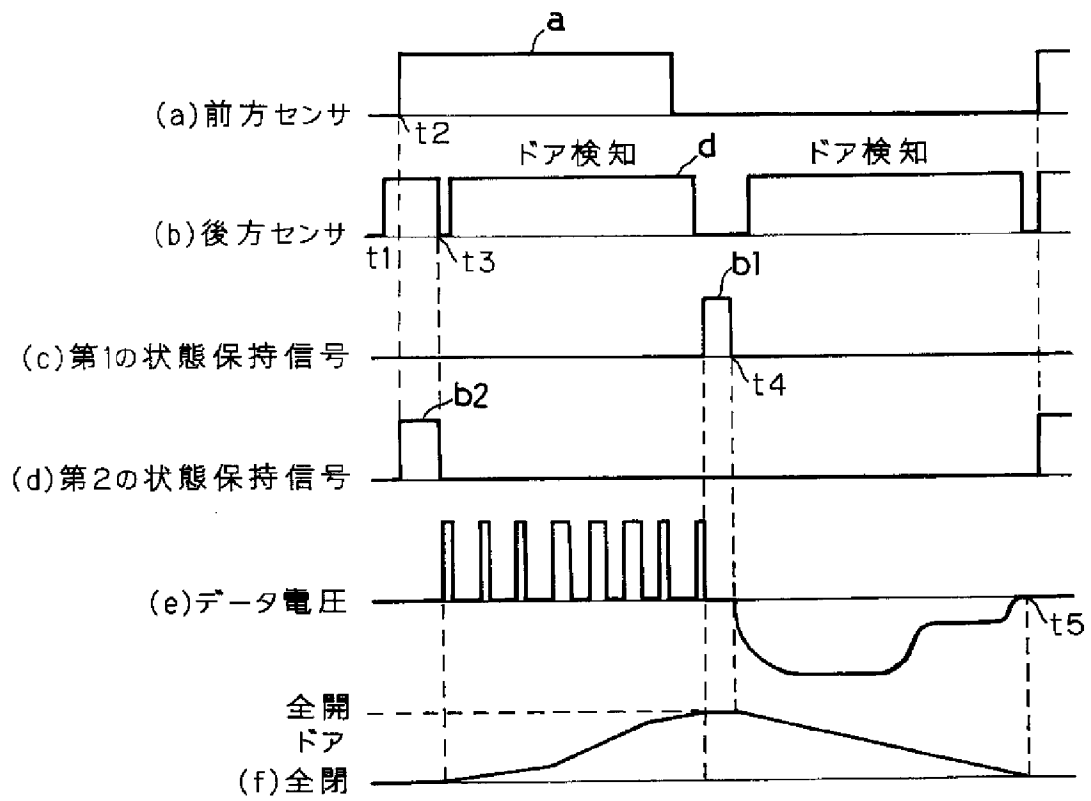 a
(a)前方センサ
t2
ドア検知
d
ドア検知
(b)後方センサ
t1
t3
b1
(c)第1の状態保持信号
t4
b2
(d)第2の状態保持信号
(e)データ電圧
t5
全開
ドア
(f)全閉